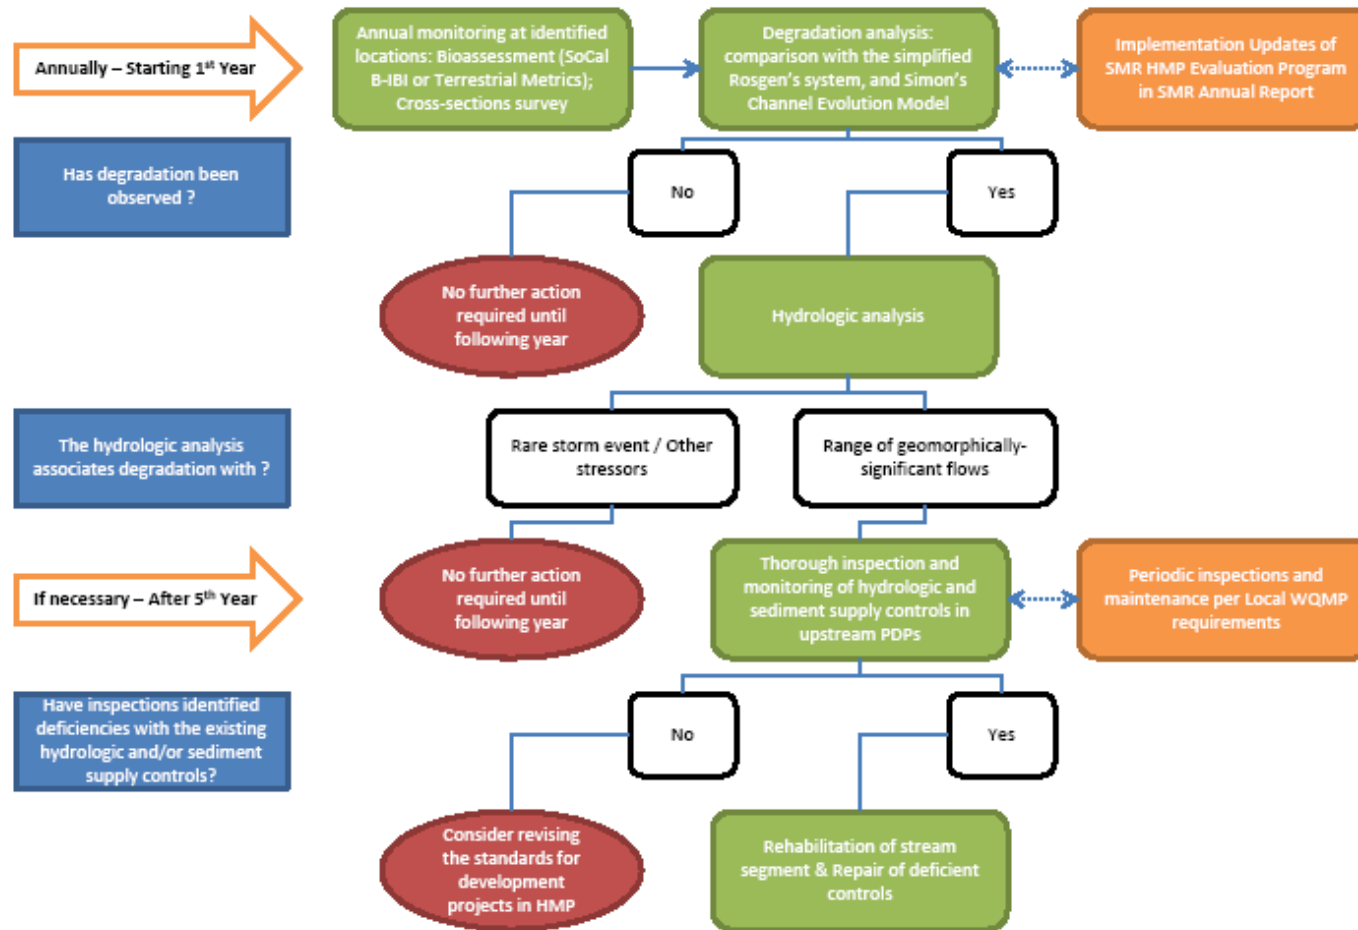 Annually – Starting 1st Year
Annual monitoring at identified
locations: Bioassessment (SoCal
B-IBI or Terrestrial Metrics);
Cross-sections survey
Degradation analysis:
comparison with the simplified
Rosgen's system, and Simon's
Channel Evolution Model
Implementation Updates of
SMR HMP Evaluation Program
in SMR Annual Report
Has degradation been
observed ?
No
Yes
No further action
required until
following year
Hydrologic analysis
The hydrologic analysis
associates degradation with ?
Rare storm event / Other
stressors
Range of geomorphically-
significant flows
If necessary – After 5th Year
No further action
required until
following year
Thorough inspection and
monitoring of hydrologic and
sediment supply controls in
upstream PDPs
Periodic inspections and
maintenance per Local WQMP
requirements
Have inspections identified
deficiencies with the existing
hydrologic and/or sediment
supply controls?
No
Yes
Consider revising
the standards for
development
projects in HMP
Rehabilitation of stream
segment & Repair of deficient
controls